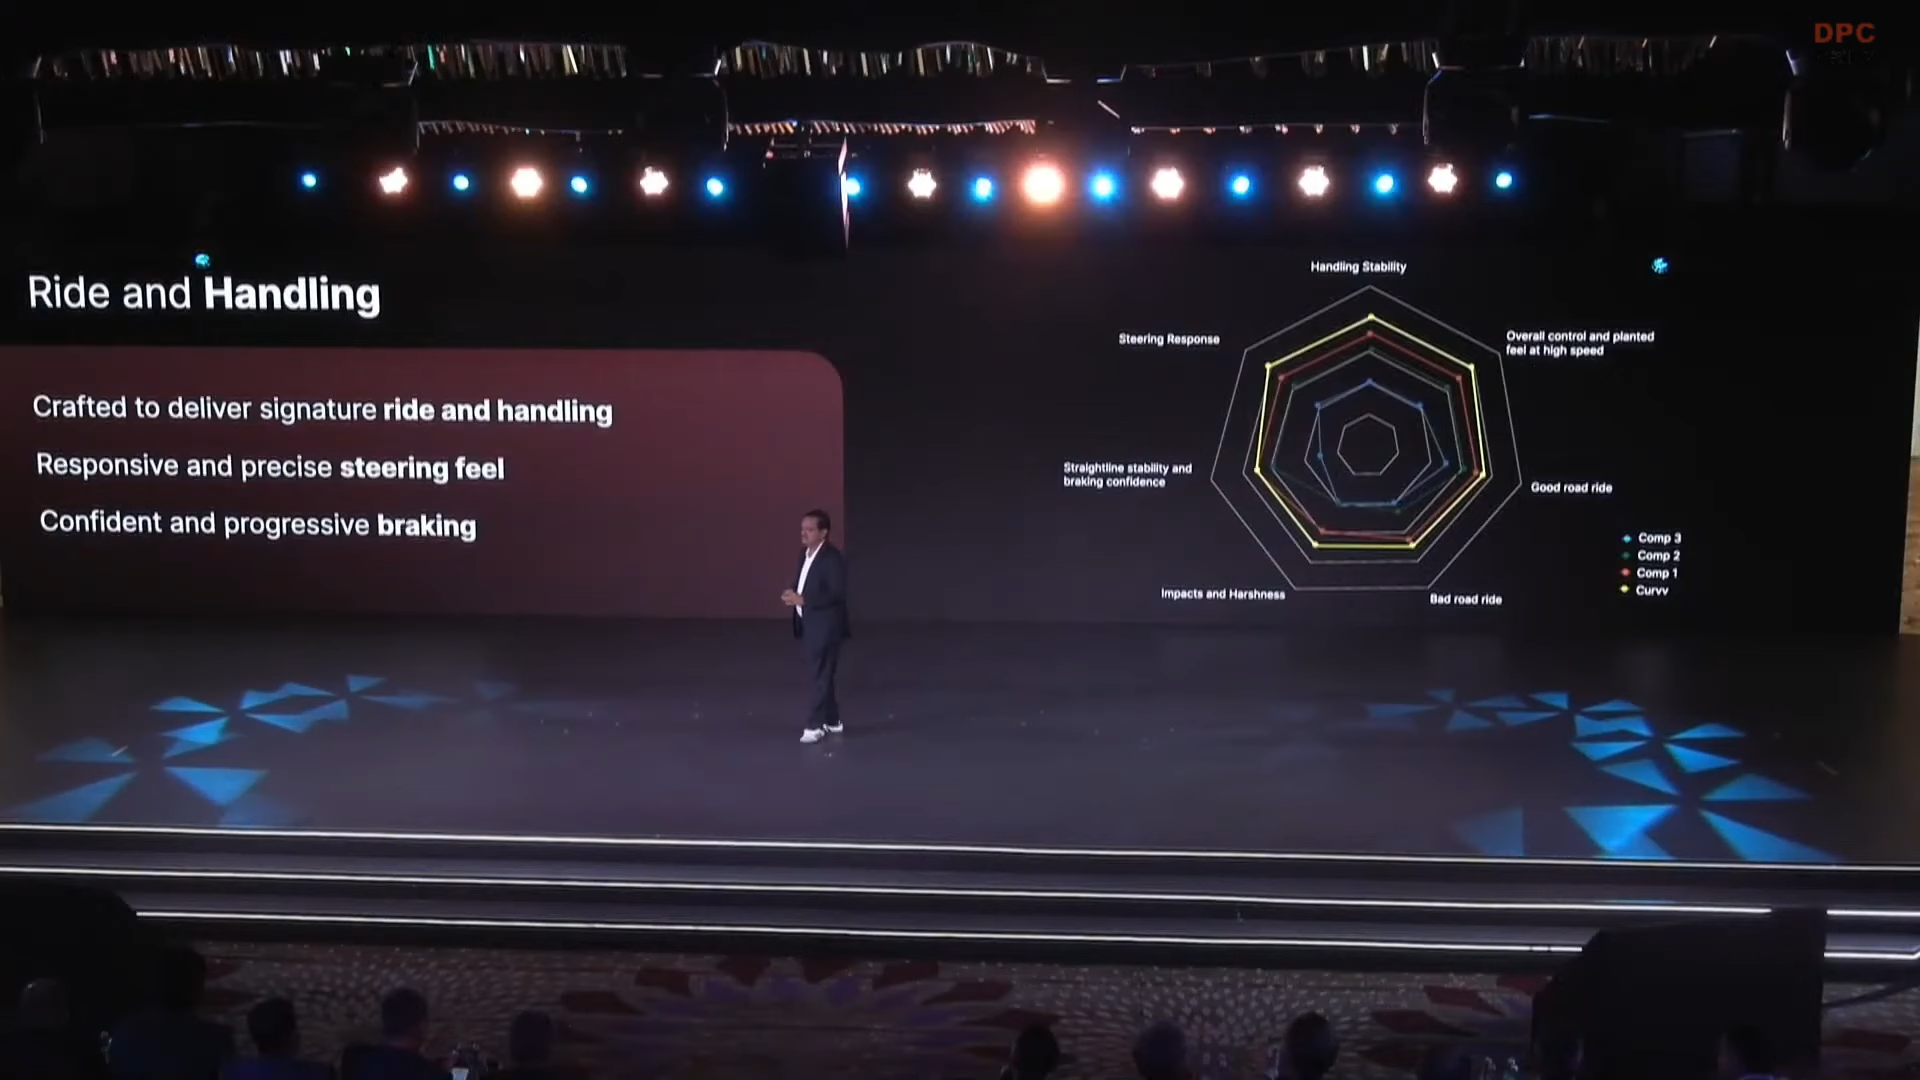 DPC
Ride and Handling
Crafted to deliver signature ride and handling
Responsive and precise steering feel
Confident and progressive braking
Handling Stability
Steering Response
Overall control and planted
feel at high speed
Straightline stability and
braking confidence
Good road ride
Impacts and Harshness
Bad road ride
Comp 3
Comp 2
Comp 1
Curvv